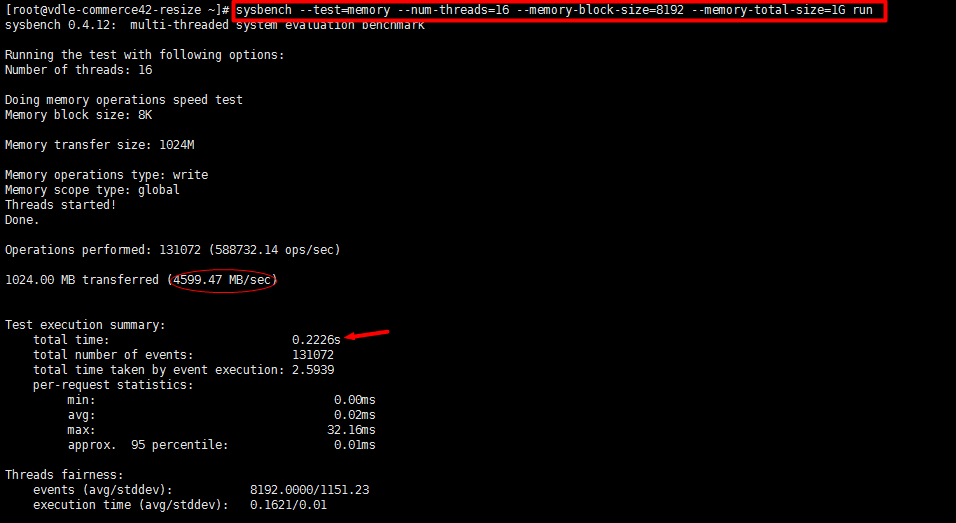 [root@vdle-commerce42-resize ~]# sysbench --test=memory --num-threads=16 --memory-block-size=8192 --memory-total-size=1G run
sysbench 0.4.12:  multi-threaded system evaluation benchmark
Running the test with following options:
Number of threads: 16
Doing memory operations speed test
Memory block size: 8K
Memory transfer size: 1024M
Memory operations type: write
Memory scope type: global
Threads started!
Done.
Operations performed: 131072 (588732.14 ops/sec)
1024.00 MB transferred (4599.47 MB/sec)
Test execution summary:
total time: 0.2226s
total number of events: 131072
total time taken by event execution: 2.5939
per-request statistics:
min: 0.00ms
avg: 0.02ms
max: 32.16ms
approx.  95 percentile: 0.01ms
Threads fairness:
events (avg/stddev): 8192.0000/1151.23
execution time (avg/stddev): 0.1621/0.01